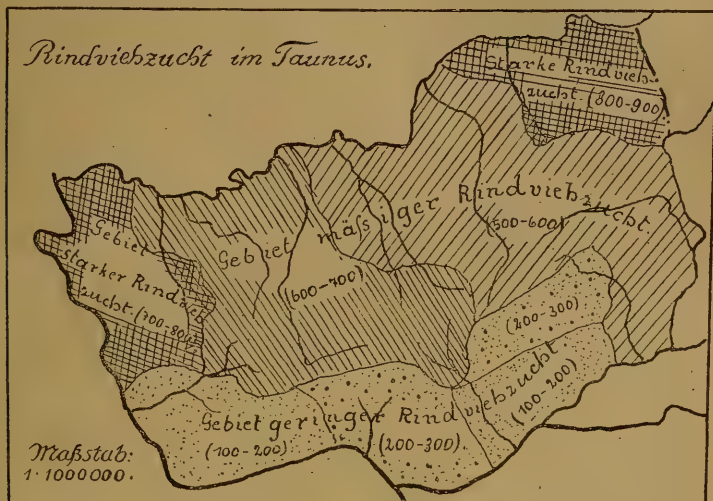 Rindviehzucht im Taunus.
Starke Rindvieh-
zucht. (800-900)
Gebiet mässiger Rindviehzucht
(500-600)
(600-700)
Gebiet
starker Rindvieh
zucht. (700-800)
(200-300)
(100-200)
Gebiet geringer Rindviehzucht
(100-200)
(200-300)
Maßstab:
1:1000000.